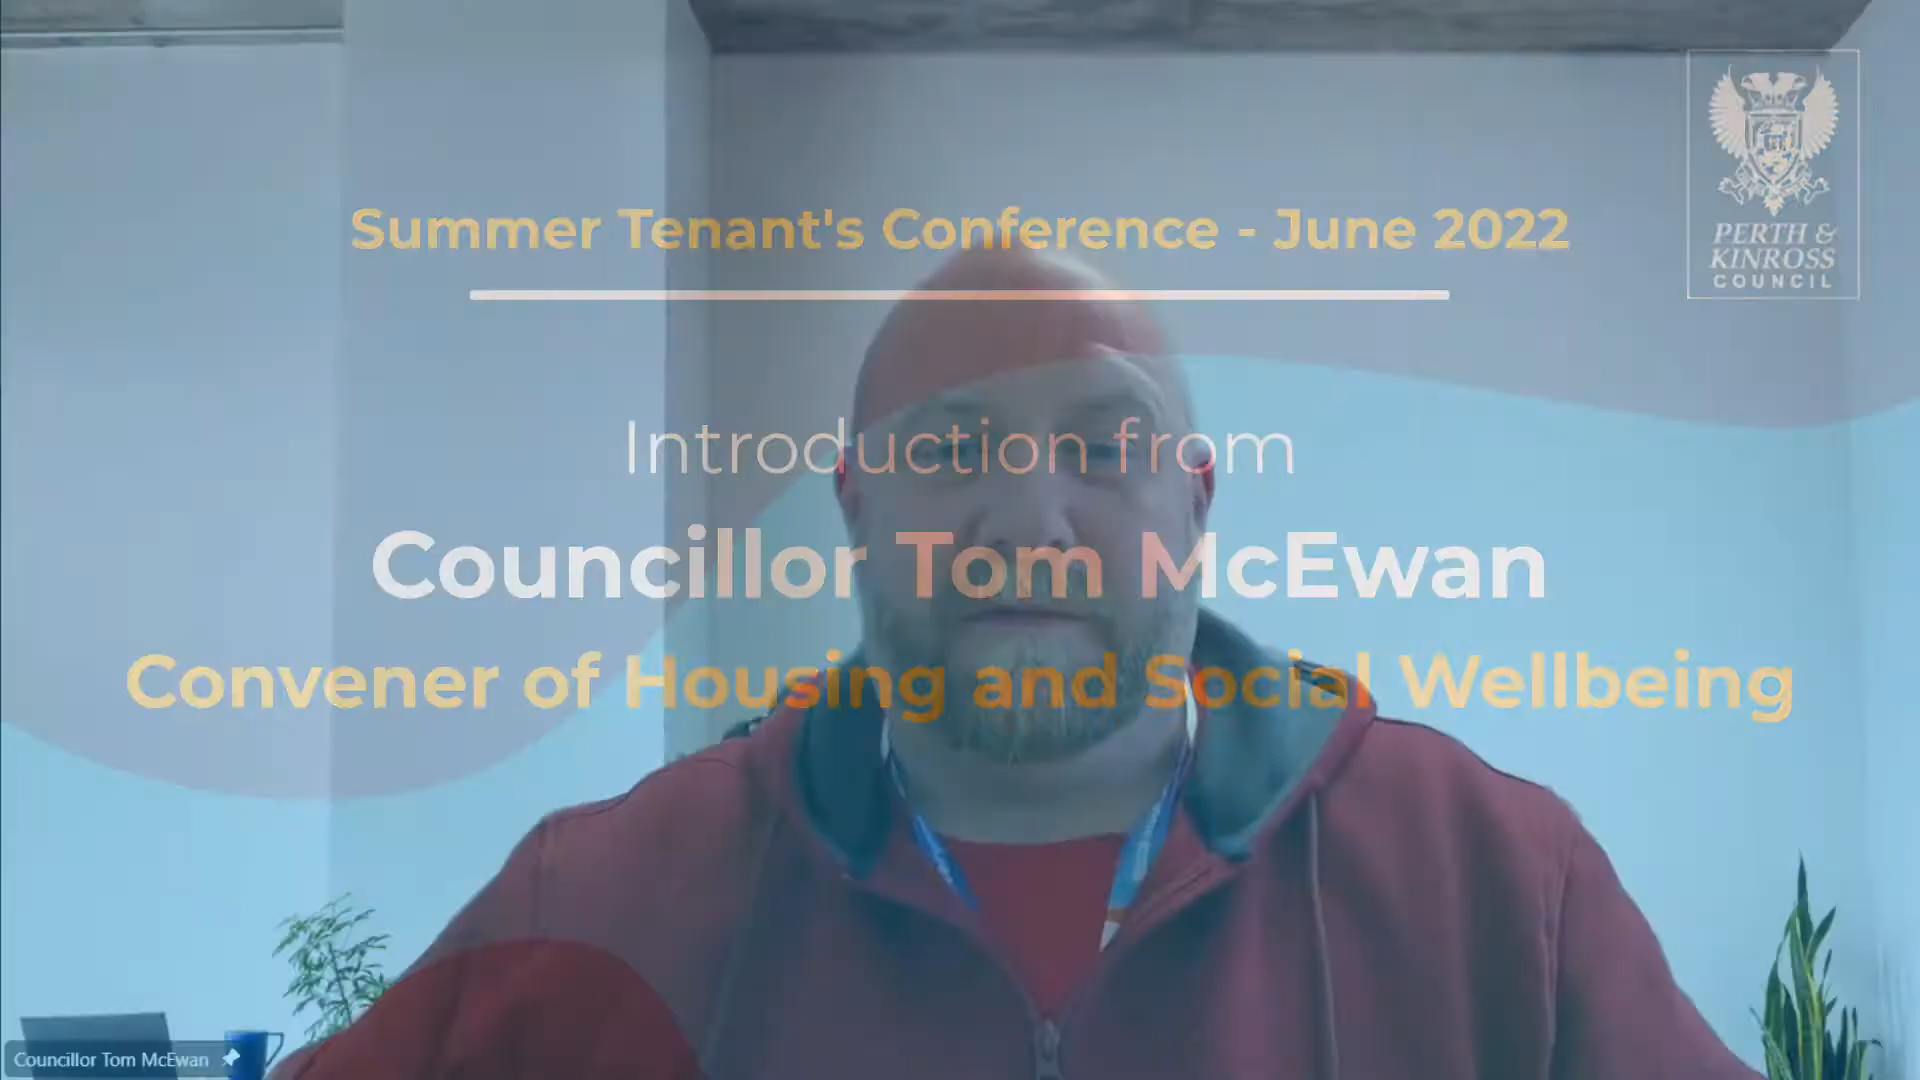 Summer Tenant's Conference - June 2022
PERTH &
KINROSS
COUNCIL
Introduction from
Councillor Tom McEwan
Convener of Housing and Social Wellbeing
Councillor Tom McEwan